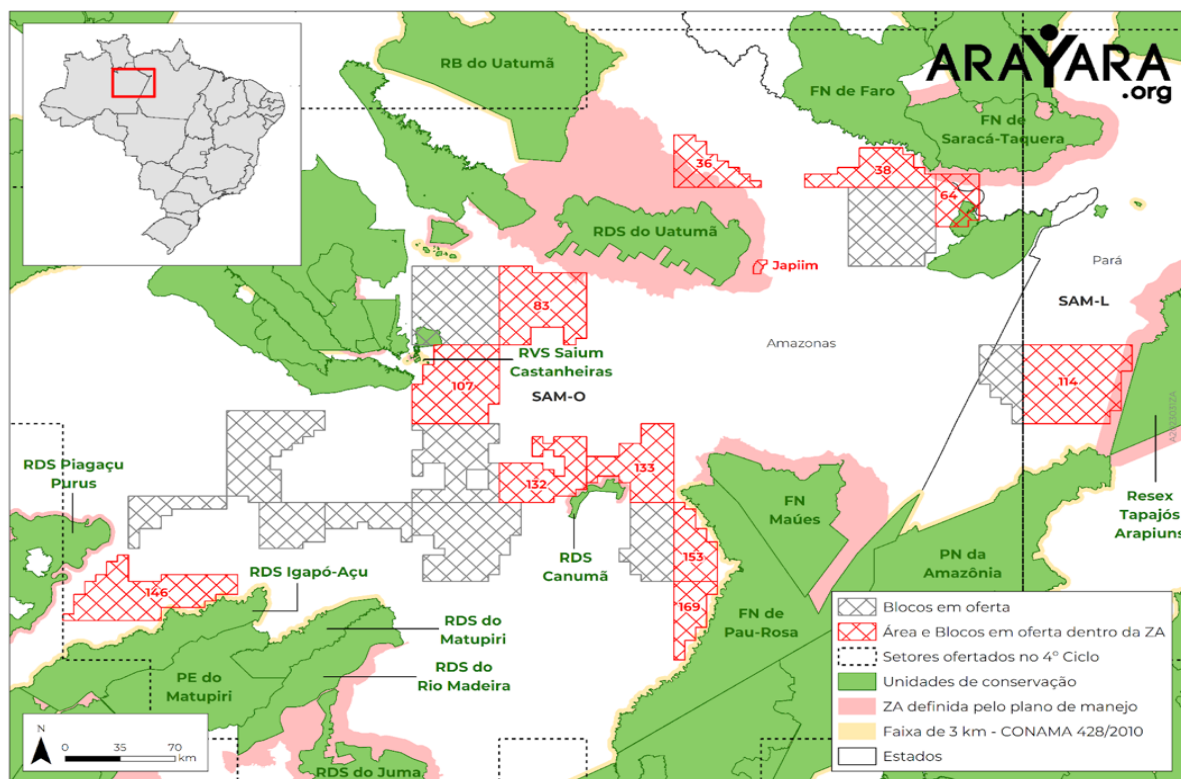 ARAYARA
.org
RB do Uatumã
FN de Faro
FN de
Saracá-Taquera
36
38
64
RDS do Uatumã
Japiim
Pará
SAM-L
83
Amazonas
RVS Saium
Castanheiras
107
SAM-O
114
RDS Piagaçu
Purus
132
133
FN
Maúes
Resex
Tapajós
Arapiuns
RDS
Canumã
153
PN da
Amazônia
146
RDS Igapó-Açu
169
FN de
Pau-Rosa
RDS do
Matupiri
PE do
Matupiri
RDS do
Rio Madeira
RDS do Juma
N
0 35 70
km
Blocos em oferta
Área e Blocos em oferta dentro da ZA
Setores ofertados no 4º Ciclo
Unidades de conservação
ZA definida pelo plano de manejo
Faixa de 3 km - CONAMA 428/2010
Estados